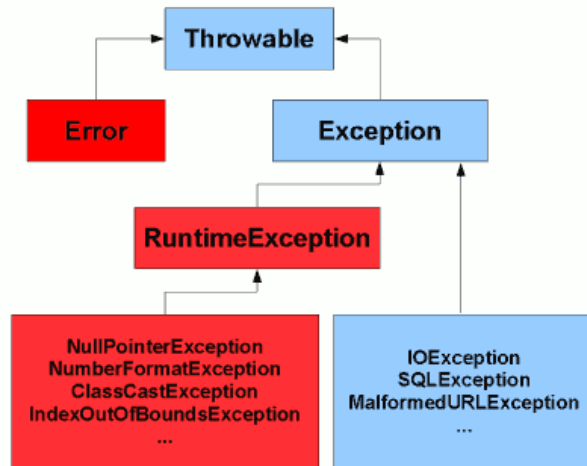 Throwable
Error
Exception
RuntimeException
NullPointerException
NumberFormatException
ClassCastException
IndexOutOfBoundsException
...
IOException
SQLException
MalformedURLException
...